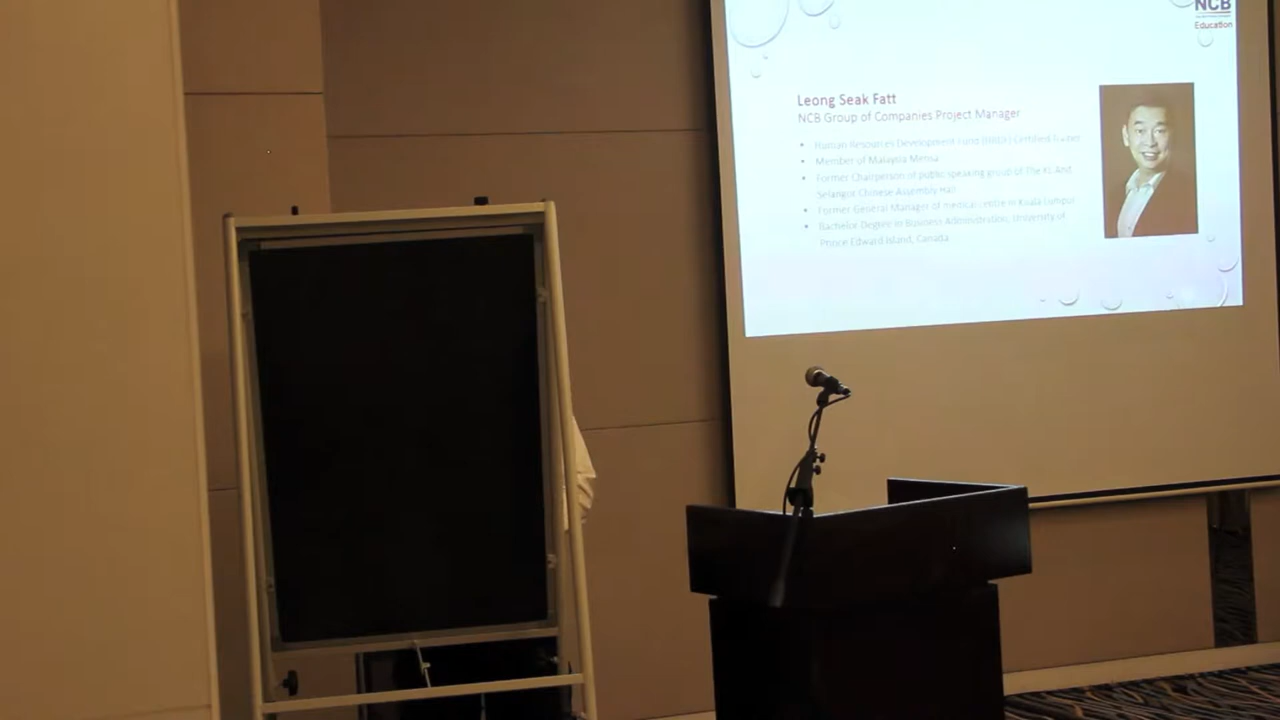 NCB
Education
Leong Seak Fatt
NCB Group of Companies Project Manager
Human Resources Development Fund (HRDF) Certified Trainer
Member of Malaysia Mensa
Former Chairperson of public speaking group of The KL And
Selangor Chinese Assembly Hall
Former General Manager of medical centre in Kuala Lumpur
Bachelor Degree in Business Administration, University of
Prince Edward Island, Canada